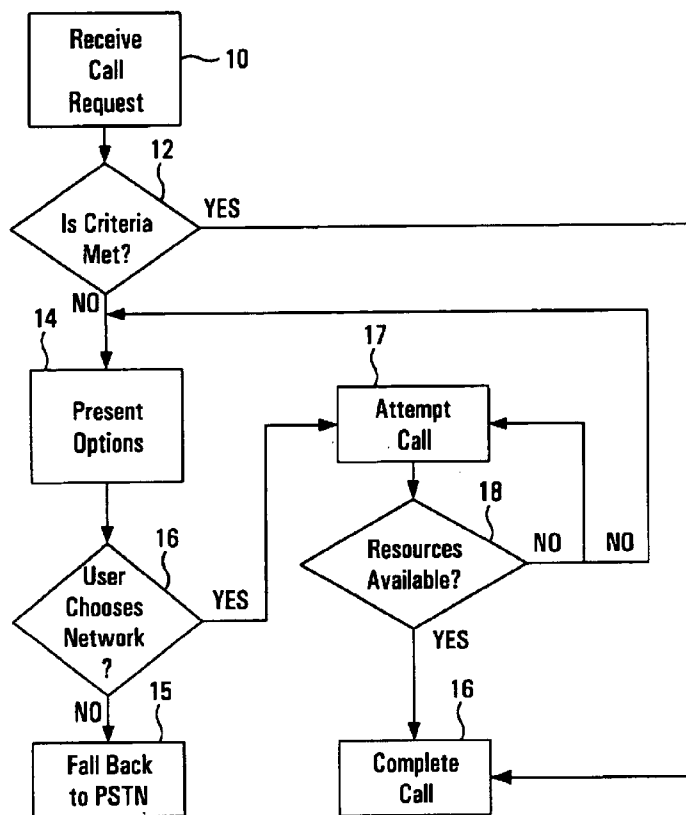 Receive
Call
Request
10
12
Is Criteria
Met?
YES
NO
14
Present
Options
17
Attempt
Call
16
User
Chooses
Network
?
YES
NO
18
Resources
Available?
NO
NO
YES
15
Fall Back
to PSTN
16
Complete
Call